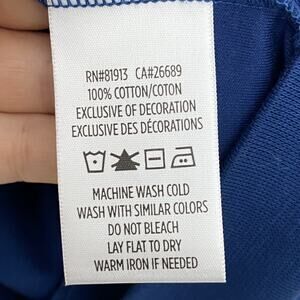 RN#81913 CA#26689
100% COTTON/COTON
EXCLUSIVE OF DECORATION
EXCLUSIVE DES DÉCORATIONS
MACHINE WASH COLD
WASH WITH SIMILAR COLORS
DO NOT BLEACH
LAY FLAT TO DRY
WARM IRON IF NEEDED